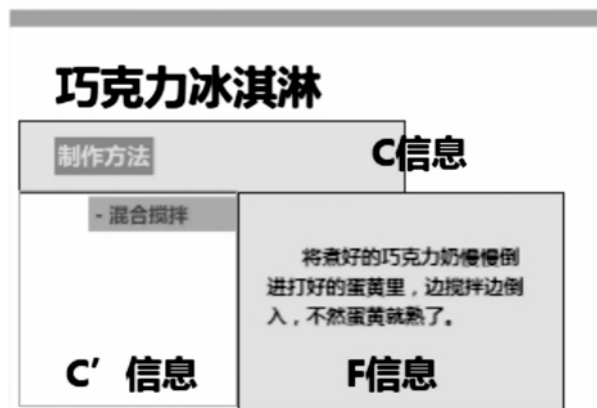 巧克力冰淇淋
制作方法
C信息
- 混合搅拌
将煮好的巧克力奶慢慢倒
进打好的蛋黄里，边搅拌边倒
入，不然蛋黄就熟了。
C′ 信息
F信息